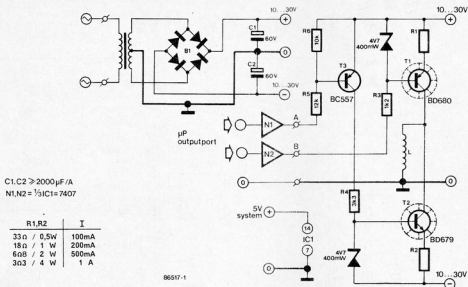 10...30V
C1
60V
B1
C2
60V
10...30V
0
+
−
R6
10k
R5
12k
4V7
400mW
R1
T3
BC557
T1
BD680
R3
1k2
N1
A
N2
B
µP
outputport
L
0
0
R4
3k3
T2
BD679
4V7
400mW
R2
10...30V
10...30V
5V
system
+
14
IC1
7
0
C1,C2 ⩾ 2000µF/A
N1,N2 = ⅓ IC1 = 7407
R1,R2 I
33Ω / 0,5W 100mA
18Ω / 1 W 200mA
6Ω8 / 2 W 500mA
3Ω3 / 4 W 1 A
86517-1